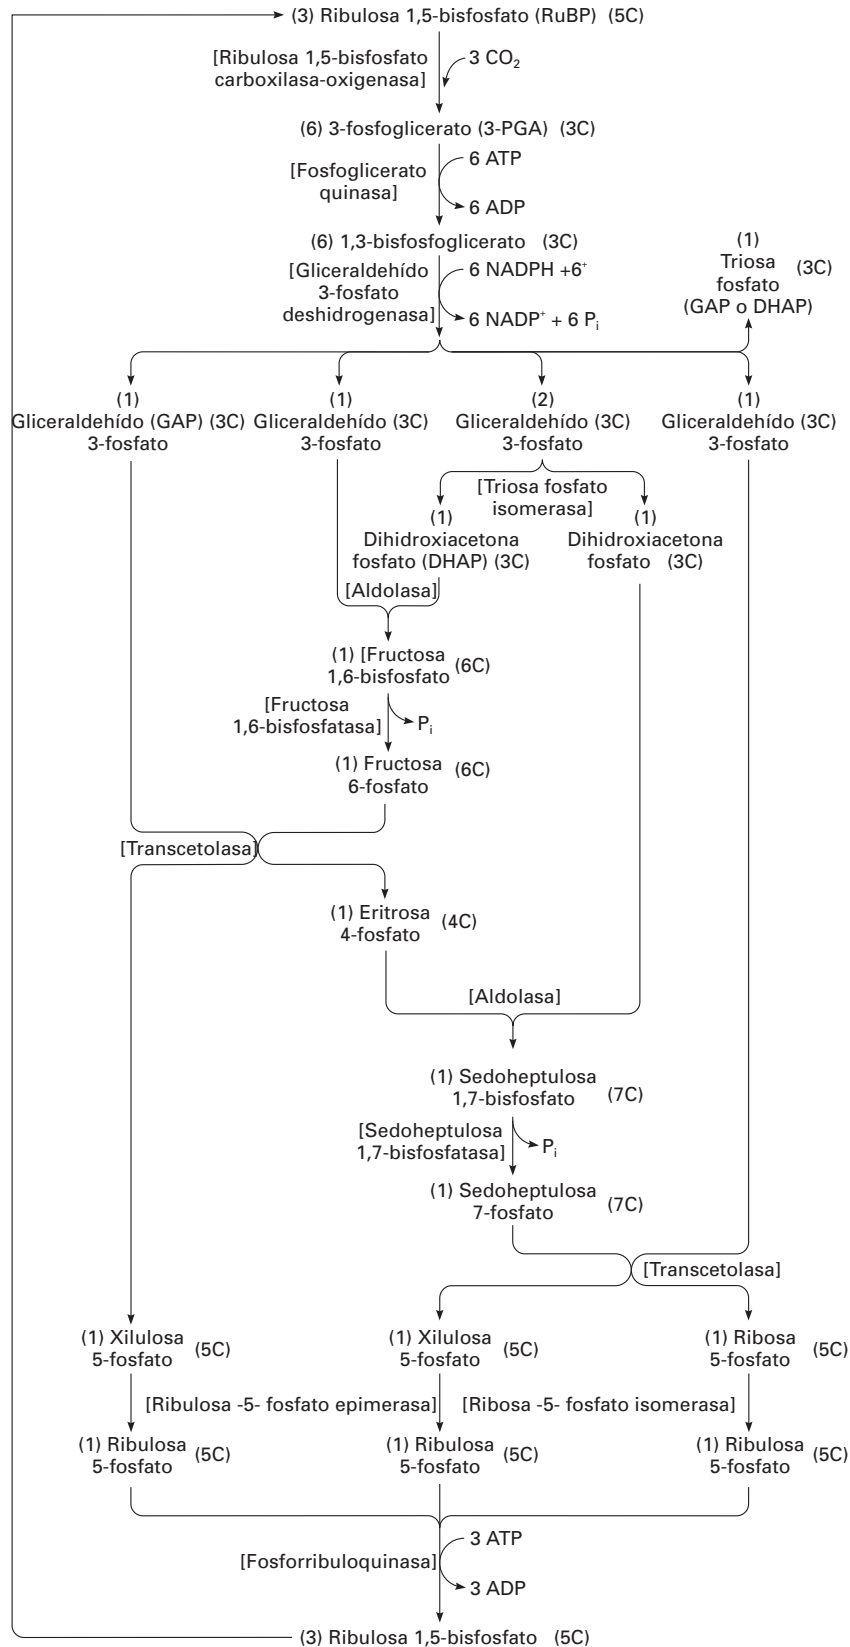 (3) Ribulosa 1,5-bisfosfato (RuBP) (5C)
[Ribulosa 1,5-bisfosfato
carboxilasa-oxigenasa]
3 CO₂
(6) 3-fosfoglicerato (3-PGA) (3C)
[Fosfoglicerato
quinasa]
6 ATP
6 ADP
(6) 1,3-bisfosfoglicerato (3C)
[Gliceraldehído
3-fosfato
deshidrogenasa]
6 NADPH +6⁺
6 NADP⁺ + 6 Pᵢ
(1)
Triosa
fosfato
(3C)
(GAP o DHAP)
(1)
Gliceraldehído (GAP) (3C)
3-fosfato
(1)
Gliceraldehído (3C)
3-fosfato
(2)
Gliceraldehído (3C)
3-fosfato
(1)
Gliceraldehído (3C)
3-fosfato
[Triosa fosfato
isomerasa]
(1)
Dihidroxiacetona
fosfato (DHAP) (3C)
(1)
Dihidroxiacetona
fosfato (3C)
[Aldolasa]
(1) [Fructosa
1,6-bisfosfato
(6C)
[Fructosa
1,6-bisfosfatasa]
Pᵢ
(1) Fructosa
6-fosfato
(6C)
[Transcetolasa]
(1) Eritrosa
4-fosfato
(4C)
[Aldolasa]
(1) Sedoheptulosa
1,7-bisfosfato
(7C)
[Sedoheptulosa
1,7-bisfosfatasa]
Pᵢ
(1) Sedoheptulosa
7-fosfato
(7C)
[Transcetolasa]
(1) Xilulosa
5-fosfato
(5C)
(1) Xilulosa
5-fosfato
(5C)
(1) Ribosa
5-fosfato
(5C)
[Ribulosa -5- fosfato epimerasa]
[Ribosa -5- fosfato isomerasa]
(1) Ribulosa
5-fosfato
(5C)
(1) Ribulosa
5-fosfato
(5C)
(1) Ribulosa
5-fosfato
(5C)
[Fosforribuloquinasa]
3 ATP
3 ADP
(3) Ribulosa 1,5-bisfosfato (5C)